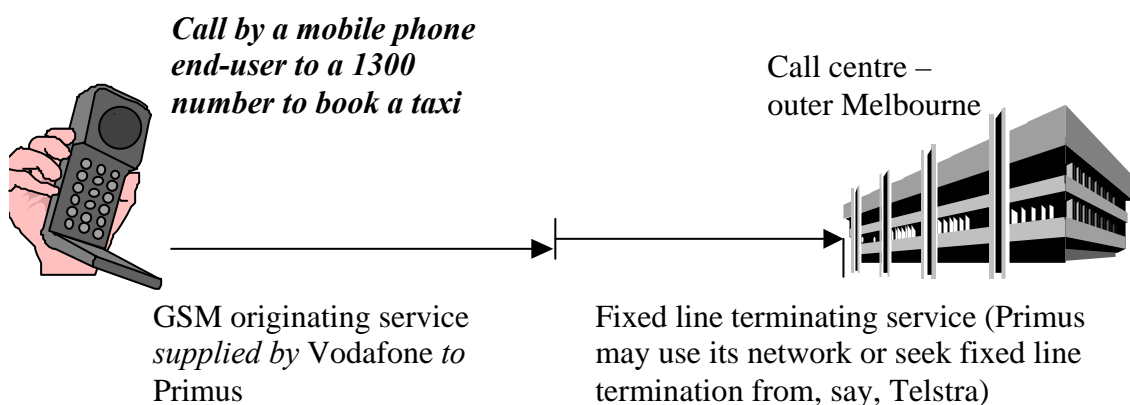 Call by a mobile phone
end-user to a 1300
number to book a taxi
Call centre –
outer Melbourne
GSM originating service
supplied by Vodafone to
Primus
Fixed line terminating service (Primus
may use its network or seek fixed line
termination from, say, Telstra)